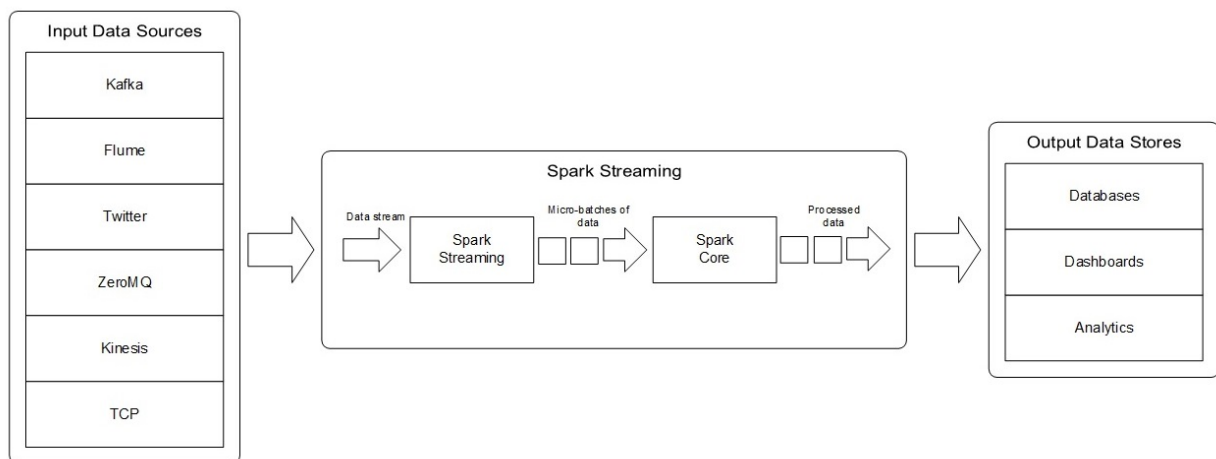 Input Data Sources
Kafka
Flume
Twitter
ZeroMQ
Kinesis
TCP
Spark Streaming
Data stream
Spark
Streaming
Micro-batches of
data
Spark
Core
Processed
data
Output Data Stores
Databases
Dashboards
Analytics